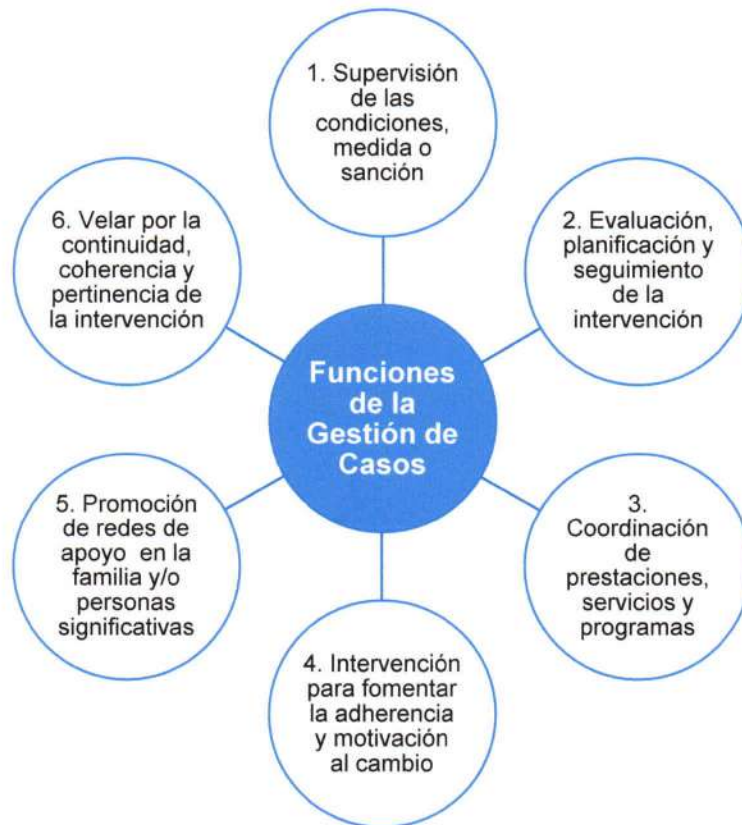 1. Supervisión
de las
condiciones,
medida o
sanción
2. Evaluación,
planificación y
seguimiento
de la
intervención
3.
Coordinación
de
prestaciones,
servicios y
programas
4. Intervención
para fomentar
la adherencia
y motivación
al cambio
5. Promoción
de redes de
apoyo en la
familia y/o
personas
significativas
6. Velar por la
continuidad,
coherencia y
pertinencia de
la intervención
Funciones
de la
Gestión de
Casos